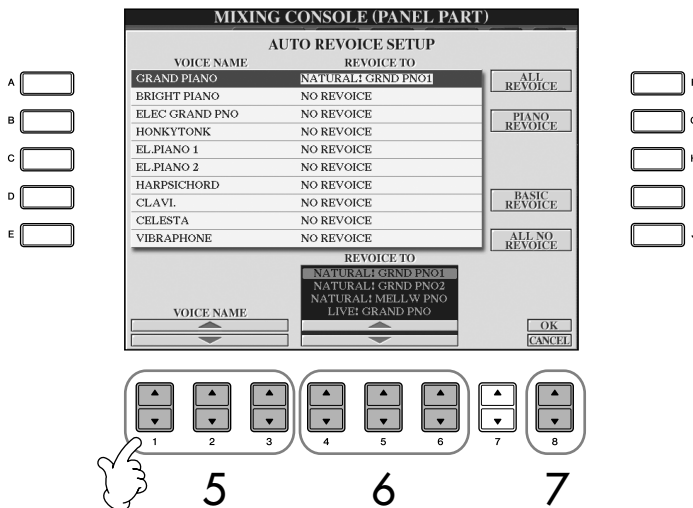 MIXING CONSOLE (PANEL PART)
AUTO REVOICE SETUP
VOICE NAME REVOICE TO
GRAND PIANO NATURAL! GRND PNO1
BRIGHT PIANO NO REVOICE
ELEC GRAND PNO NO REVOICE
HONKYTONK NO REVOICE
EL.PIANO 1 NO REVOICE
EL.PIANO 2 NO REVOICE
HARPSICHORD NO REVOICE
CLAVI. NO REVOICE
CELESTA NO REVOICE
VIBRAPHONE NO REVOICE
ALL
REVOICE
PIANO
REVOICE
BASIC
REVOICE
ALL NO
REVOICE
A
B
C
D
E
REVOICE TO
NATURAL! GRND PNO1
NATURAL! GRND PNO2
NATURAL! MELLW PNO
LIVE! GRAND PNO
VOICE NAME
OK
CANCEL
1 2 3 4 5 6 7 8
5 6 7